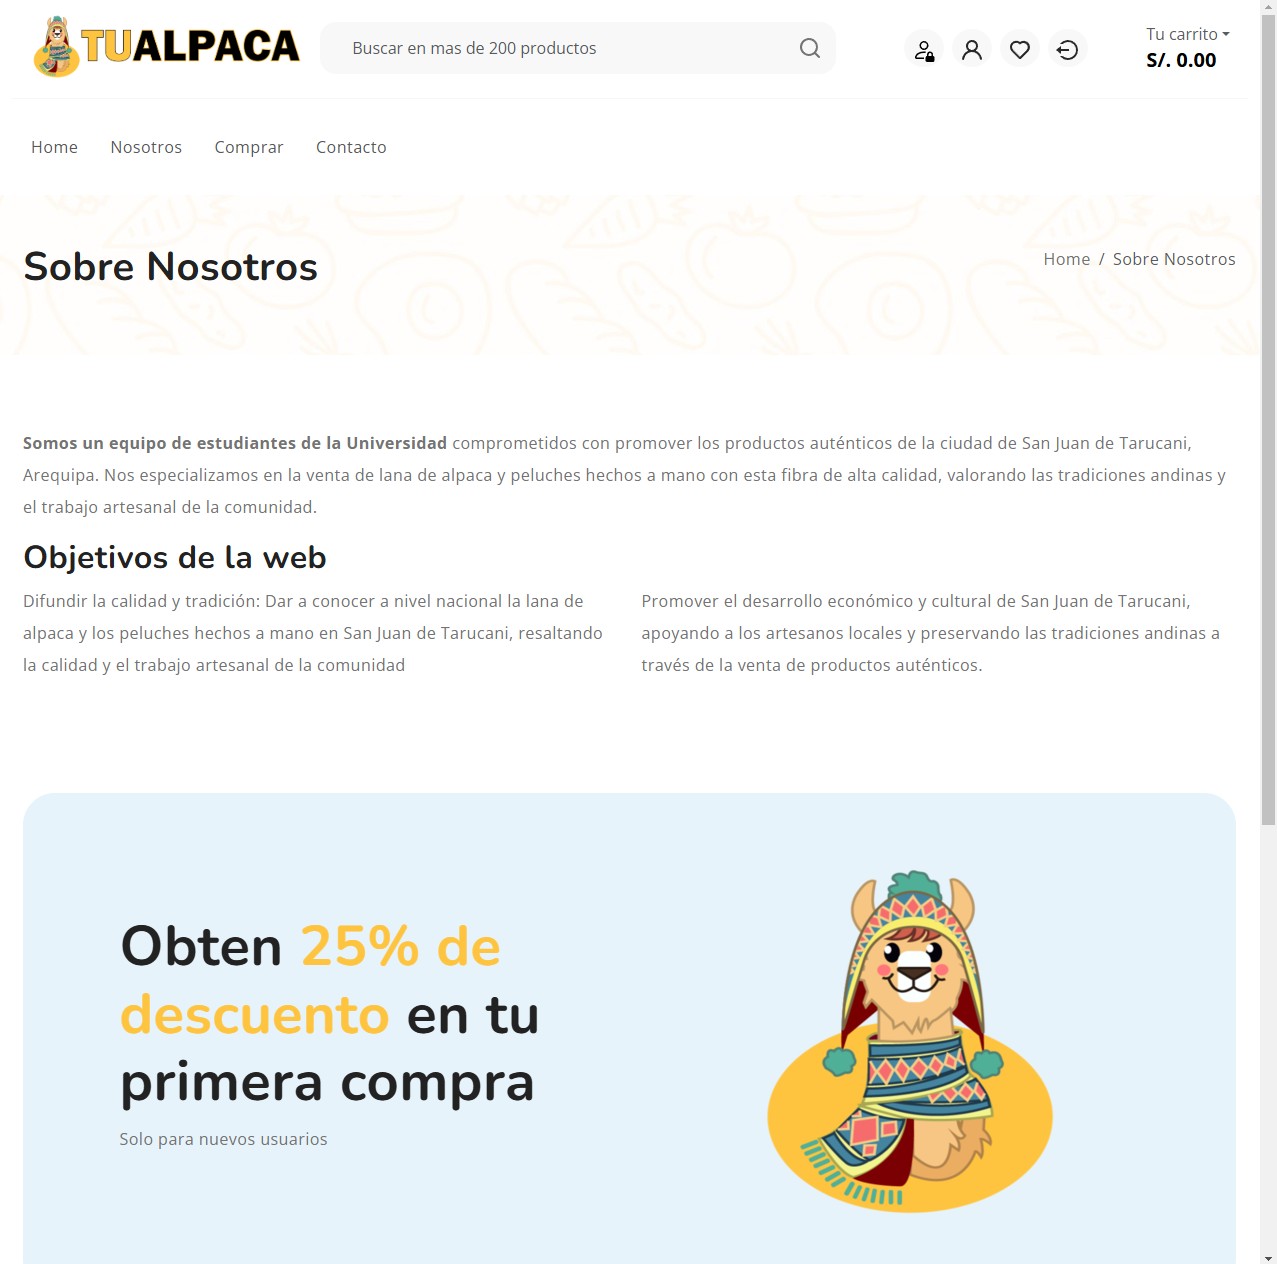 TUALPACA
Buscar en mas de 200 productos
Tu carrito
S/. 0.00
Home
Nosotros
Comprar
Contacto
Sobre Nosotros
Home / Sobre Nosotros
Somos un equipo de estudiantes de la Universidad comprometidos con promover los productos auténticos de la ciudad de San Juan de Tarucani,
Arequipa. Nos especializamos en la venta de lana de alpaca y peluches hechos a mano con esta fibra de alta calidad, valorando las tradiciones andinas y
el trabajo artesanal de la comunidad.
Objetivos de la web
Difundir la calidad y tradición: Dar a conocer a nivel nacional la lana de
alpaca y los peluches hechos a mano en San Juan de Tarucani, resaltando
la calidad y el trabajo artesanal de la comunidad
Promover el desarrollo económico y cultural de San Juan de Tarucani,
apoyando a los artesanos locales y preservando las tradiciones andinas a
través de la venta de productos auténticos.
Obten 25% de
descuento en tu
primera compra
Solo para nuevos usuarios